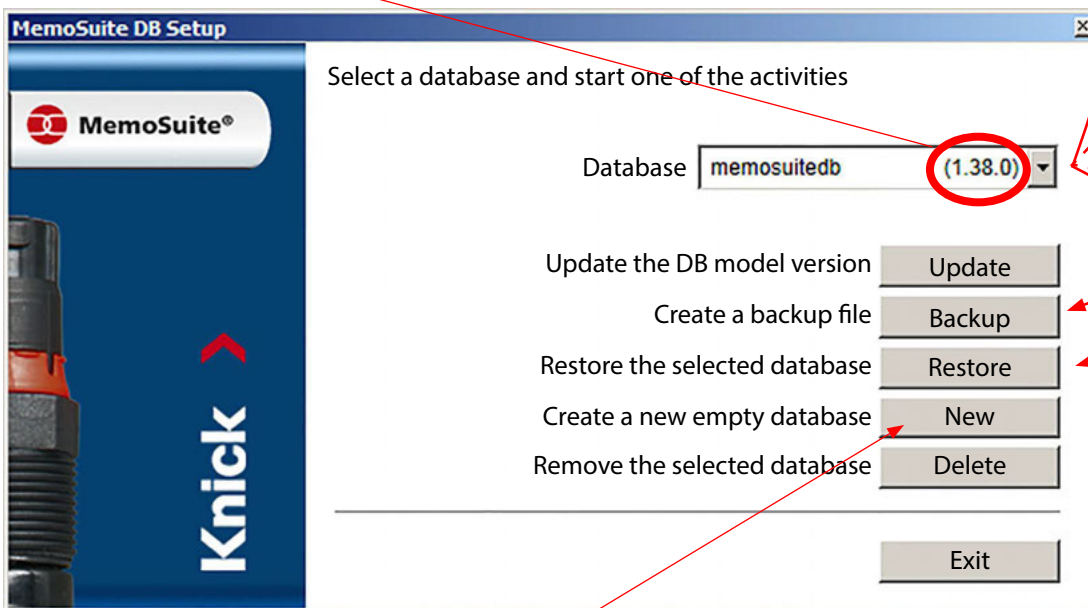 MemoSuite DB Setup
Select a database and start one of the activities
MemoSuite®
Database memosuitedb (1.38.0)
Update the DB model version Update
Create a backup file Backup
Restore the selected database Restore
Create a new empty database New
Remove the selected database Delete
Knick >
Exit